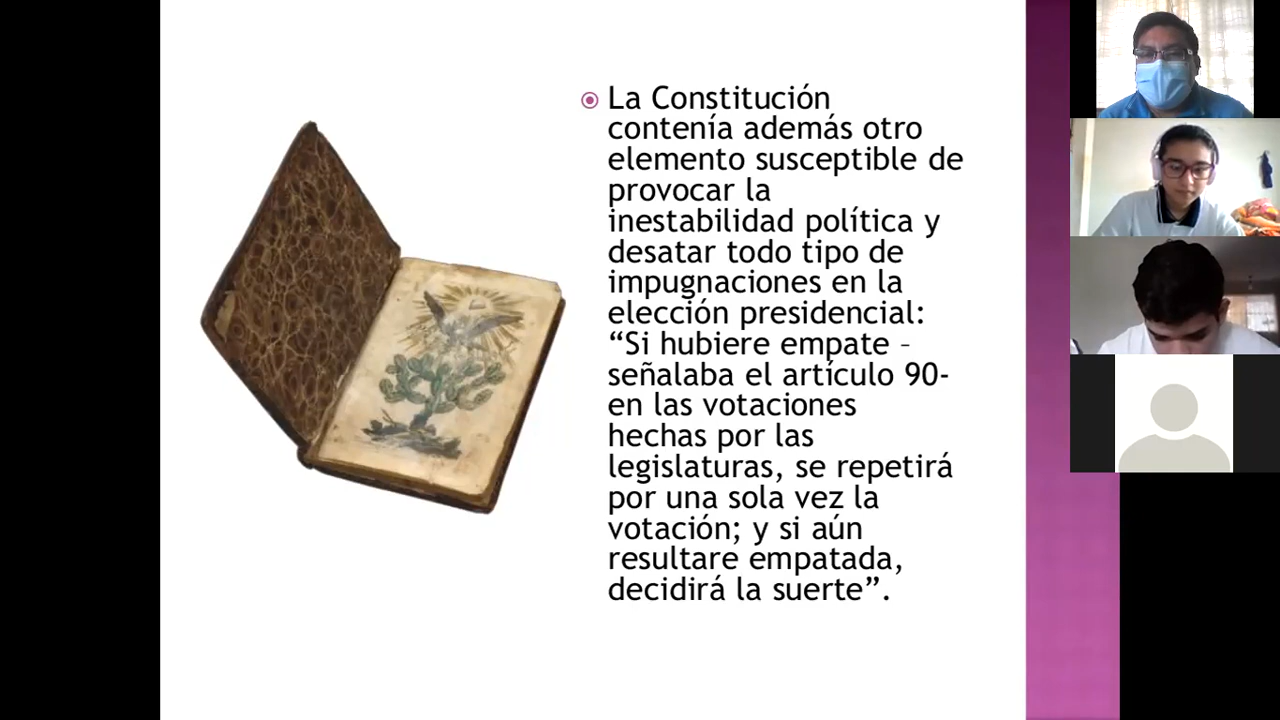 La Constitución
contenía además otro
elemento susceptible de
provocar la
inestabilidad política y
desatar todo tipo de
impugnaciones en la
elección presidencial:
“Si hubiere empate –
señalaba el artículo 90-
en las votaciones
hechas por las
legislaturas, se repetirá
por una sola vez la
votación; y si aún
resultare empatada,
decidirá la suerte”.